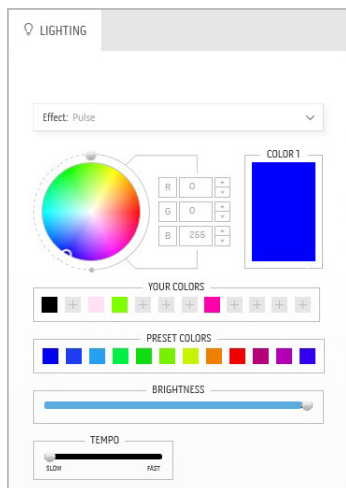 LIGHTING
Effect: Pulse
COLOR 1
R 0
G 0
B 255
YOUR COLORS
PRESET COLORS
BRIGHTNESS
TEMPO
SLOW FAST